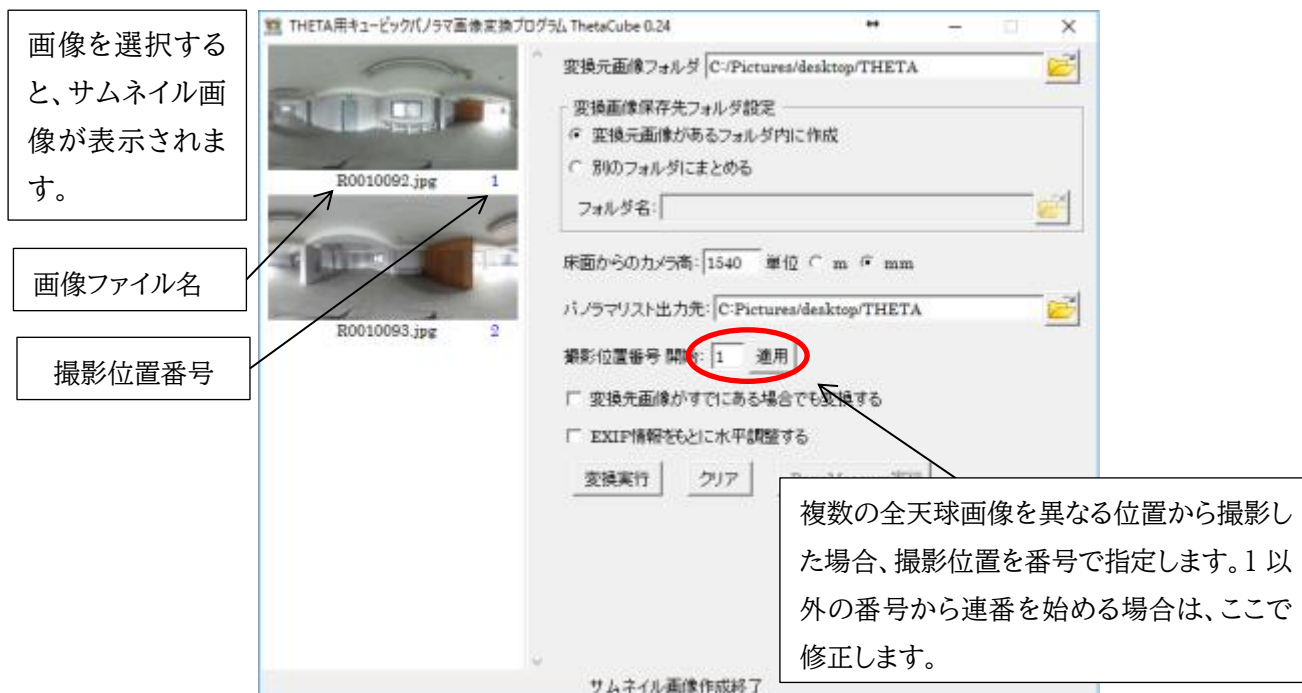 画像を選択する
と、サムネイル画
像が表示されま
す。
画像ファイル名
撮影位置番号
THETA用キュービックパノラマ画像変換プログラム ThetaCube 0.24
R0010092.jpg 1
R0010093.jpg 2
変換元画像フォルダ C:/Pictures/desktop/THETA
変換画像保存先フォルダ設定
変換元画像があるフォルダ内に作成
別のフォルダにまとめる
フォルダ名:
床面からのカメラ高: 1540 単位 m mm
パノラマリスト出力先: C:Pictures/desktop/THETA
撮影位置番号 開始: 1 適用
変換先画像がすでにある場合でも変換する
EXIF情報をもとに水平調整する
変換実行 クリア
複数の全天球画像を異なる位置から撮影し
た場合、撮影位置を番号で指定します。1 以
外の番号から連番を始める場合は、ここで
修正します。
サムネイル画像作成終了